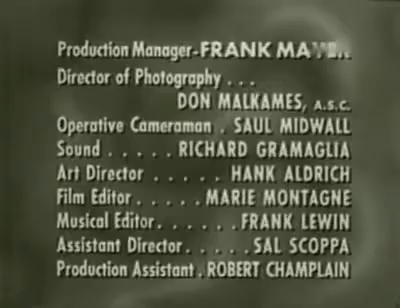 Production Manager-FRANK
Director of Photography . . .
DON MALKAMES, A.S.C.
Operative Cameraman . SAUL MIDWALL
Sound . . . . . RICHARD GRAMAGLIA
Art Director . . . . . HANK ALDRICH
Film Editor . . . . . MARIE MONTAGNE
Musical Editor. . . . . . FRANK LEWIN
Assistant Director. . . . . SAL SCOPPA
Production Assistant . ROBERT CHAMPLAIN